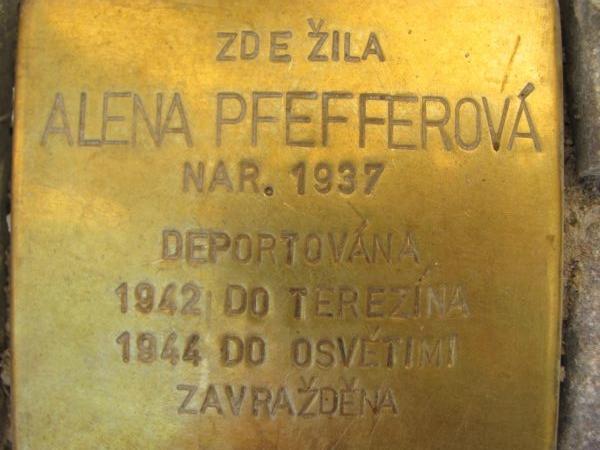 ZDE ŽILA
ALENA PFEFFEROVÁ
NAR. 1937
DEPORTOVÁNA
1942 DO TEREZÍNA
1944 DO OSVĚTIMI
ZAVRAŽDĚNA